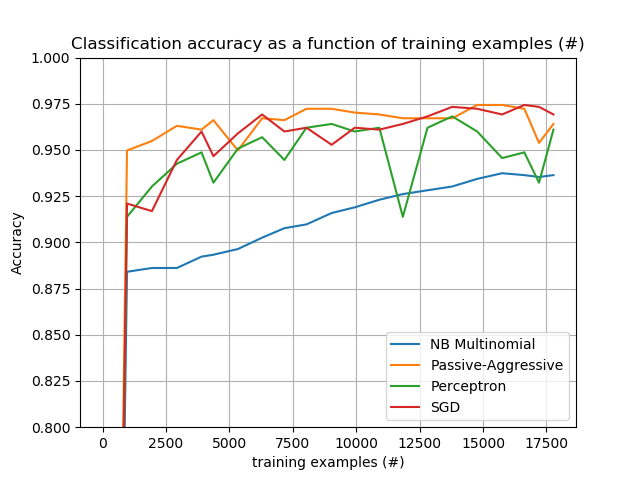 Classification accuracy as a function of training examples (#)
1.000
0.975
0.950
0.925
0.900
0.875
0.850
0.825
0.800
Accuracy
NB Multinomial
Passive-Aggressive
Perceptron
SGD
0 2500 5000 7500 10000 12500 15000 17500
training examples (#)